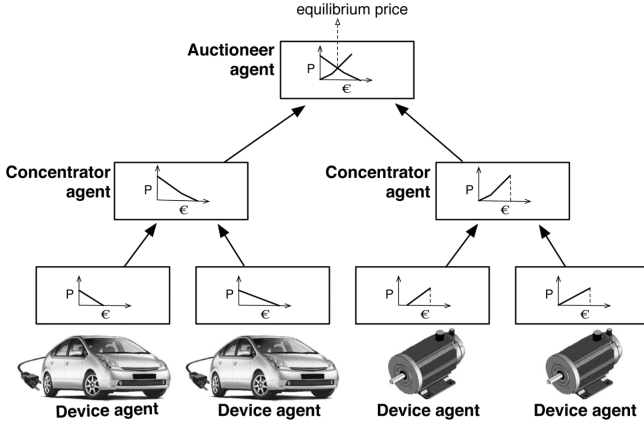 equilibrium price
Auctioneer
agent
P
€
Concentrator
agent
P
€
Concentrator
agent
P
€
P
€
P
€
P
€
P
€
Device agent
Device agent
Device agent
Device agent